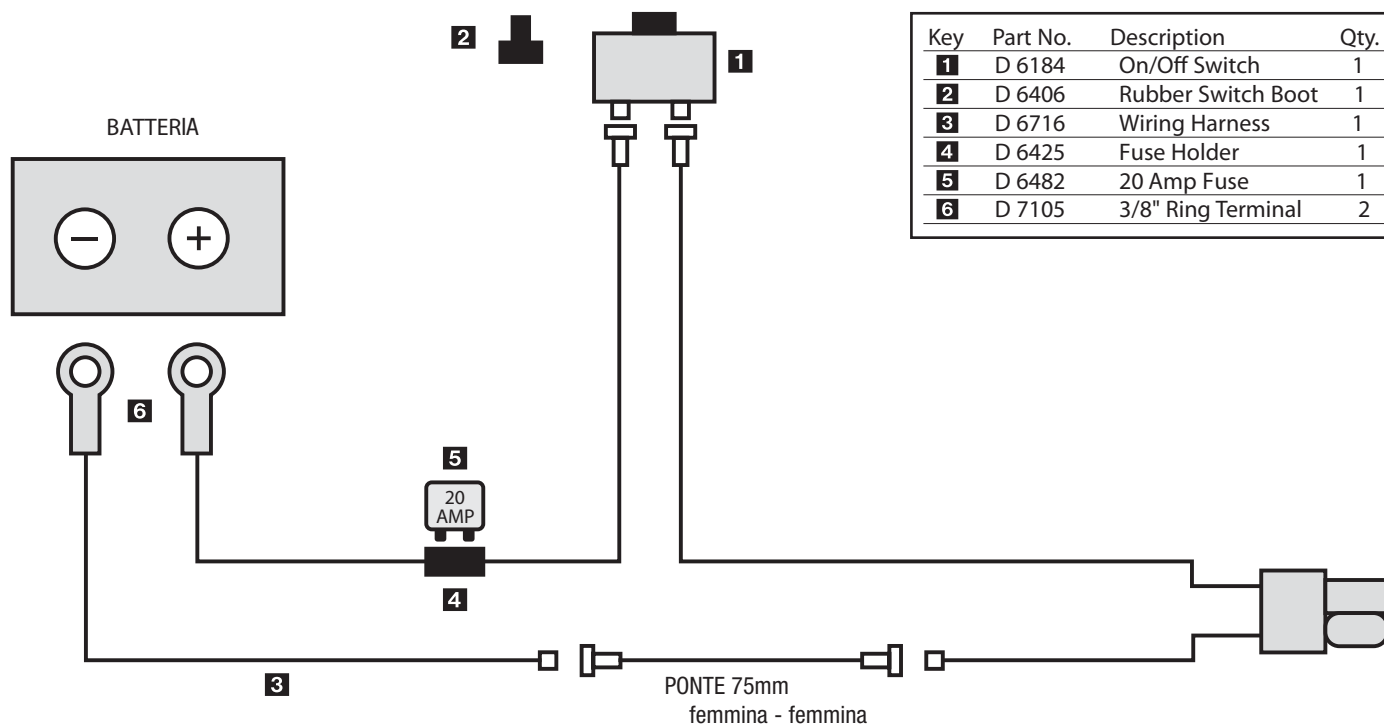 2
1
Key Part No. Description Qty.
1 D 6184 On/Off Switch 1
2 D 6406 Rubber Switch Boot 1
3 D 6716 Wiring Harness 1
4 D 6425 Fuse Holder 1
5 D 6482 20 Amp Fuse 1
6 D 7105 3/8" Ring Terminal 2
BATTERIA
− +
6
5
20
AMP
4
3
PONTE 75mm
femmina - femmina